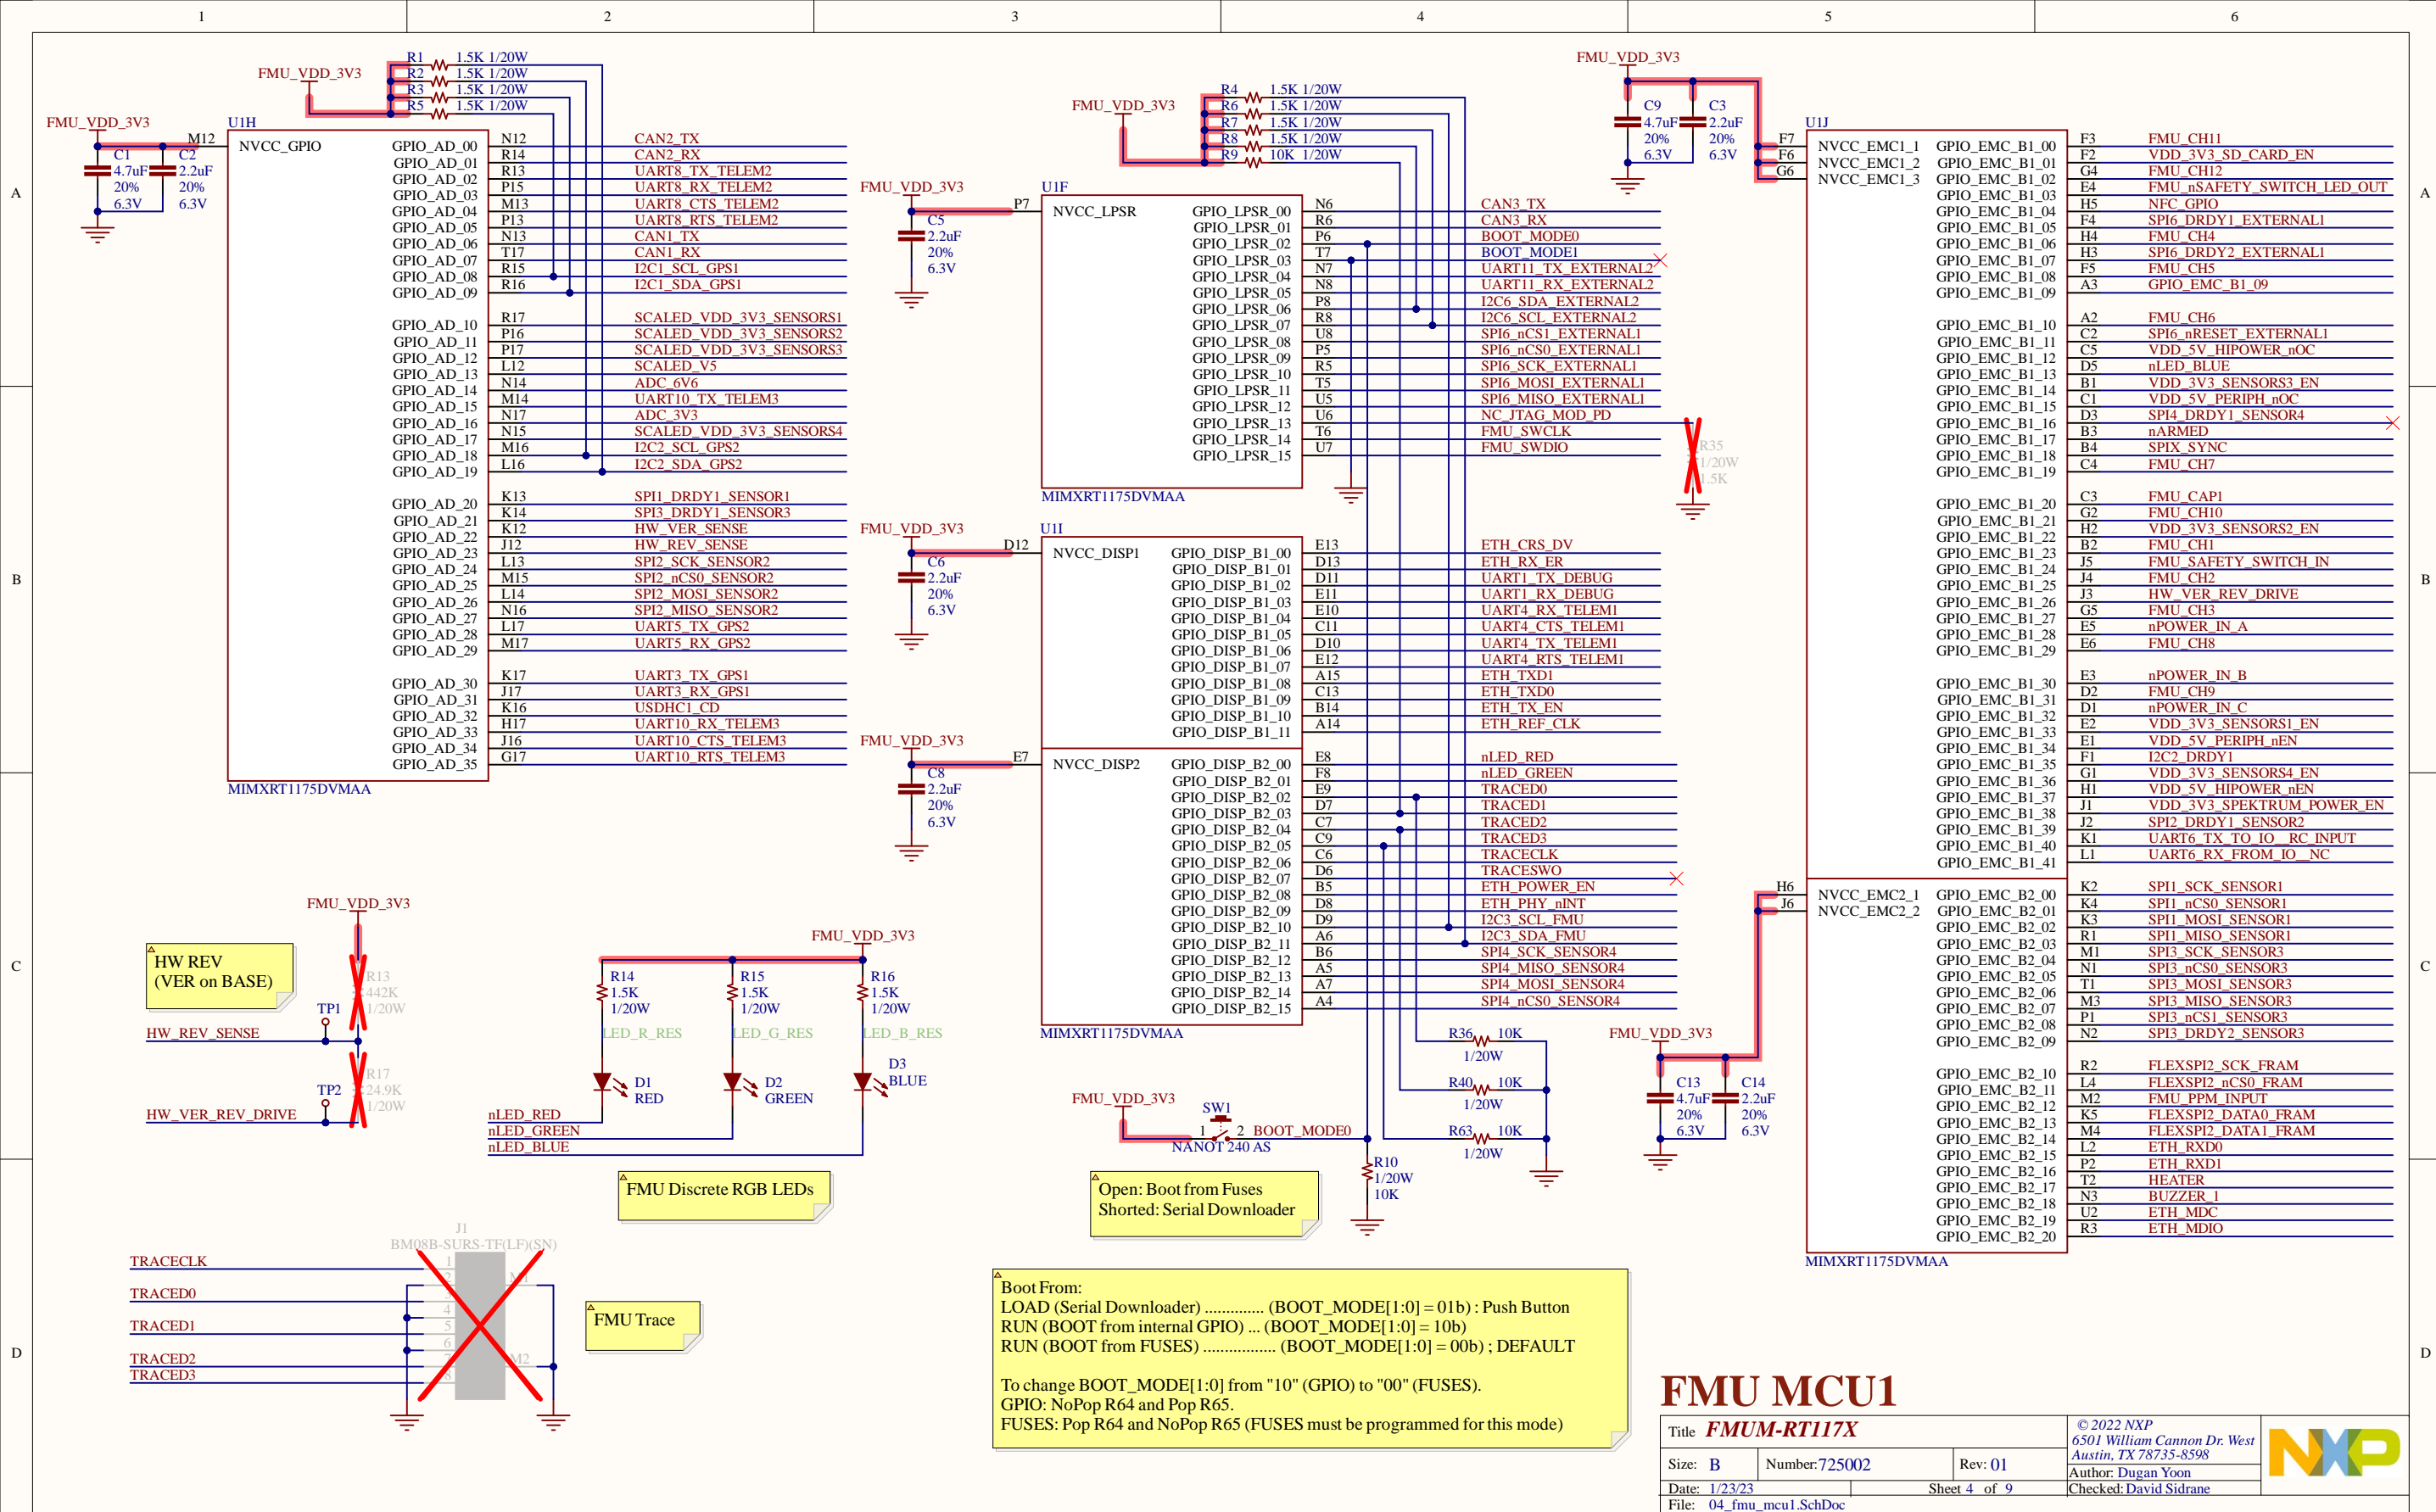 1 2 3 4 5 6
A
B
C
D
A
B
C
D
FMU_VDD_3V3
R1 1.5K 1/20W
R2 1.5K 1/20W
R3 1.5K 1/20W
R5 1.5K 1/20W
FMU_VDD_3V3
C1
4.7uF
20%
6.3V
C2
2.2uF
20%
6.3V
U1H
M12 NVCC_GPIO
GPIO_AD_00 N12 CAN2_TX
GPIO_AD_01 R14 CAN2_RX
GPIO_AD_02 R13 UART8_TX_TELEM2
GPIO_AD_03 P15 UART8_RX_TELEM2
GPIO_AD_04 M13 UART8_CTS_TELEM2
GPIO_AD_05 P13 UART8_RTS_TELEM2
GPIO_AD_06 N13 CAN1_TX
GPIO_AD_07 T17 CAN1_RX
GPIO_AD_08 R15 I2C1_SCL_GPS1
GPIO_AD_09 R16 I2C1_SDA_GPS1
GPIO_AD_10 R17 SCALED_VDD_3V3_SENSORS1
GPIO_AD_11 P16 SCALED_VDD_3V3_SENSORS2
GPIO_AD_12 P17 SCALED_VDD_3V3_SENSORS3
GPIO_AD_13 L12 SCALED_V5
GPIO_AD_14 N14 ADC_6V6
GPIO_AD_15 M14 UART10_TX_TELEM3
GPIO_AD_16 N17 ADC_3V3
GPIO_AD_17 N15 SCALED_VDD_3V3_SENSORS4
GPIO_AD_18 M16 I2C2_SCL_GPS2
GPIO_AD_19 L16 I2C2_SDA_GPS2
GPIO_AD_20 K13 SPI1_DRDY1_SENSOR1
GPIO_AD_21 K14 SPI3_DRDY1_SENSOR3
GPIO_AD_22 K12 HW_VER_SENSE
GPIO_AD_23 J12 HW_REV_SENSE
GPIO_AD_24 L13 SPI2_SCK_SENSOR2
GPIO_AD_25 M15 SPI2_nCS0_SENSOR2
GPIO_AD_26 L14 SPI2_MOSI_SENSOR2
GPIO_AD_27 N16 SPI2_MISO_SENSOR2
GPIO_AD_28 L17 UART5_TX_GPS2
GPIO_AD_29 M17 UART5_RX_GPS2
GPIO_AD_30 K17 UART3_TX_GPS1
GPIO_AD_31 J17 UART3_RX_GPS1
GPIO_AD_32 K16 USDHC1_CD
GPIO_AD_33 H17 UART10_RX_TELEM3
GPIO_AD_34 J16 UART10_CTS_TELEM3
GPIO_AD_35 G17 UART10_RTS_TELEM3
MIMXRT1175DVMAA
FMU_VDD_3V3
R4 1.5K 1/20W
R6 1.5K 1/20W
R7 1.5K 1/20W
R8 1.5K 1/20W
R9 10K 1/20W
FMU_VDD_3V3
C5
2.2uF
20%
6.3V
U1F
P7 NVCC_LPSR
GPIO_LPSR_00 N6 CAN3_TX
GPIO_LPSR_01 R6 CAN3_RX
GPIO_LPSR_02 P6 BOOT_MODE0
GPIO_LPSR_03 T7 BOOT_MODE1
GPIO_LPSR_04 N7 UART11_TX_EXTERNAL2
GPIO_LPSR_05 N8 UART11_RX_EXTERNAL2
GPIO_LPSR_06 P8 I2C6_SDA_EXTERNAL2
GPIO_LPSR_07 R8 I2C6_SCL_EXTERNAL2
GPIO_LPSR_08 U8 SPI6_nCS1_EXTERNAL1
GPIO_LPSR_09 P5 SPI6_nCS0_EXTERNAL1
GPIO_LPSR_10 R5 SPI6_SCK_EXTERNAL1
GPIO_LPSR_11 T5 SPI6_MOSI_EXTERNAL1
GPIO_LPSR_12 U5 SPI6_MISO_EXTERNAL1
GPIO_LPSR_13 U6 NC_JTAG_MOD_PD
GPIO_LPSR_14 T6 FMU_SWCLK
GPIO_LPSR_15 U7 FMU_SWDIO
MIMXRT1175DVMAA
R35
1/20W
1.5K
FMU_VDD_3V3
C6
2.2uF
20%
6.3V
U1I
D12 NVCC_DISP1
GPIO_DISP_B1_00 E13 ETH_CRS_DV
GPIO_DISP_B1_01 D13 ETH_RX_ER
GPIO_DISP_B1_02 D11 UART1_TX_DEBUG
GPIO_DISP_B1_03 E11 UART1_RX_DEBUG
GPIO_DISP_B1_04 E10 UART4_RX_TELEM1
GPIO_DISP_B1_05 C11 UART4_CTS_TELEM1
GPIO_DISP_B1_06 D10 UART4_TX_TELEM1
GPIO_DISP_B1_07 E12 UART4_RTS_TELEM1
GPIO_DISP_B1_08 A15 ETH_TXD1
GPIO_DISP_B1_09 C13 ETH_TXD0
GPIO_DISP_B1_10 B14 ETH_TX_EN
GPIO_DISP_B1_11 A14 ETH_REF_CLK
FMU_VDD_3V3
C8
2.2uF
20%
6.3V
E7 NVCC_DISP2
GPIO_DISP_B2_00 E8 nLED_RED
GPIO_DISP_B2_01 F8 nLED_GREEN
GPIO_DISP_B2_02 E9 TRACED0
GPIO_DISP_B2_03 D7 TRACED1
GPIO_DISP_B2_04 C7 TRACED2
GPIO_DISP_B2_05 C9 TRACED3
GPIO_DISP_B2_06 C6 TRACECLK
GPIO_DISP_B2_07 D6 TRACESWO
GPIO_DISP_B2_08 B5 ETH_POWER_EN
GPIO_DISP_B2_09 D8 ETH_PHY_nINT
GPIO_DISP_B2_10 D9 I2C3_SCL_FMU
GPIO_DISP_B2_11 A6 I2C3_SDA_FMU
GPIO_DISP_B2_12 B6 SPI4_SCK_SENSOR4
GPIO_DISP_B2_13 A5 SPI4_MISO_SENSOR4
GPIO_DISP_B2_14 A7 SPI4_MOSI_SENSOR4
GPIO_DISP_B2_15 A4 SPI4_nCS0_SENSOR4
MIMXRT1175DVMAA
FMU_VDD_3V3
C9
4.7uF
20%
6.3V
C3
2.2uF
20%
6.3V
U1J
F7 NVCC_EMC1_1
F6 NVCC_EMC1_2
G6 NVCC_EMC1_3
GPIO_EMC_B1_00 F3 FMU_CH11
GPIO_EMC_B1_01 F2 VDD_3V3_SD_CARD_EN
GPIO_EMC_B1_02 G4 FMU_CH12
GPIO_EMC_B1_03 E4 FMU_nSAFETY_SWITCH_LED_OUT
GPIO_EMC_B1_04 H5 NFC_GPIO
GPIO_EMC_B1_05 F4 SPI6_DRDY1_EXTERNAL1
GPIO_EMC_B1_06 H4 FMU_CH4
GPIO_EMC_B1_07 H3 SPI6_DRDY2_EXTERNAL1
GPIO_EMC_B1_08 F5 FMU_CH5
GPIO_EMC_B1_09 A3 GPIO_EMC_B1_09
GPIO_EMC_B1_10 A2 FMU_CH6
GPIO_EMC_B1_11 C2 SPI6_nRESET_EXTERNAL1
GPIO_EMC_B1_12 C5 VDD_5V_HIPOWER_nOC
GPIO_EMC_B1_13 D5 nLED_BLUE
GPIO_EMC_B1_14 B1 VDD_3V3_SENSORS3_EN
GPIO_EMC_B1_15 C1 VDD_5V_PERIPH_nOC
GPIO_EMC_B1_16 D3 SPI4_DRDY1_SENSOR4
GPIO_EMC_B1_17 B3 nARMED
GPIO_EMC_B1_18 B4 SPIX_SYNC
GPIO_EMC_B1_19 C4 FMU_CH7
GPIO_EMC_B1_20 C3 FMU_CAP1
GPIO_EMC_B1_21 G2 FMU_CH10
GPIO_EMC_B1_22 H2 VDD_3V3_SENSORS2_EN
GPIO_EMC_B1_23 B2 FMU_CH1
GPIO_EMC_B1_24 J5 FMU_SAFETY_SWITCH_IN
GPIO_EMC_B1_25 J4 FMU_CH2
GPIO_EMC_B1_26 J3 HW_VER_REV_DRIVE
GPIO_EMC_B1_27 G5 FMU_CH3
GPIO_EMC_B1_28 E5 nPOWER_IN_A
GPIO_EMC_B1_29 E6 FMU_CH8
GPIO_EMC_B1_30 E3 nPOWER_IN_B
GPIO_EMC_B1_31 D2 FMU_CH9
GPIO_EMC_B1_32 D1 nPOWER_IN_C
GPIO_EMC_B1_33 E2 VDD_3V3_SENSORS1_EN
GPIO_EMC_B1_34 E1 VDD_5V_PERIPH_nEN
GPIO_EMC_B1_35 F1 I2C2_DRDY1
GPIO_EMC_B1_36 G1 VDD_3V3_SENSORS4_EN
GPIO_EMC_B1_37 H1 VDD_5V_HIPOWER_nEN
GPIO_EMC_B1_38 J1 VDD_3V3_SPEKTRUM_POWER_EN
GPIO_EMC_B1_39 J2 SPI2_DRDY1_SENSOR2
GPIO_EMC_B1_40 K1 UART6_TX_TO_IO__RC_INPUT
GPIO_EMC_B1_41 L1 UART6_RX_FROM_IO__NC
H6 NVCC_EMC2_1
J6 NVCC_EMC2_2
GPIO_EMC_B2_00 K2 SPI1_SCK_SENSOR1
GPIO_EMC_B2_01 K4 SPI1_nCS0_SENSOR1
GPIO_EMC_B2_02 K3 SPI1_MOSI_SENSOR1
GPIO_EMC_B2_03 R1 SPI1_MISO_SENSOR1
GPIO_EMC_B2_04 M1 SPI3_SCK_SENSOR3
GPIO_EMC_B2_05 N1 SPI3_nCS0_SENSOR3
GPIO_EMC_B2_06 T1 SPI3_MOSI_SENSOR3
GPIO_EMC_B2_07 M3 SPI3_MISO_SENSOR3
GPIO_EMC_B2_08 P1 SPI3_nCS1_SENSOR3
GPIO_EMC_B2_09 N2 SPI3_DRDY2_SENSOR3
GPIO_EMC_B2_10 R2 FLEXSPI2_SCK_FRAM
GPIO_EMC_B2_11 L4 FLEXSPI2_nCS0_FRAM
GPIO_EMC_B2_12 M2 FMU_PPM_INPUT
GPIO_EMC_B2_13 K5 FLEXSPI2_DATA0_FRAM
GPIO_EMC_B2_14 M4 FLEXSPI2_DATA1_FRAM
GPIO_EMC_B2_15 L2 ETH_RXD0
GPIO_EMC_B2_16 P2 ETH_RXD1
GPIO_EMC_B2_17 T2 HEATER
GPIO_EMC_B2_18 N3 BUZZER_1
GPIO_EMC_B2_19 U2 ETH_MDC
GPIO_EMC_B2_20 R3 ETH_MDIO
MIMXRT1175DVMAA
FMU_VDD_3V3
C13
4.7uF
20%
6.3V
C14
2.2uF
20%
6.3V
HW REV
(VER on BASE)
FMU_VDD_3V3
R13
442K
1/20W
TP1
HW_REV_SENSE
R17
24.9K
1/20W
TP2
HW_VER_REV_DRIVE
FMU_VDD_3V3
R14
1.5K
1/20W
R15
1.5K
1/20W
R16
1.5K
1/20W
LED_R_RES LED_G_RES LED_B_RES
D1
RED
D2
GREEN
D3
BLUE
nLED_RED
nLED_GREEN
nLED_BLUE
FMU Discrete RGB LEDs
R36 10K
1/20W
R40 10K
1/20W
R63 10K
1/20W
FMU_VDD_3V3
SW1
1 2 BOOT_MODE0
NANOT 240 AS
R10
1/20W
10K
Open: Boot from Fuses
Shorted: Serial Downloader
J1
BM08B-SURS-TF(LF)(SN)
TRACECLK 1
2
TRACED0
4
TRACED1 5
6
TRACED2
TRACED3 8
M1
M2
FMU Trace
Boot From:
LOAD (Serial Downloader) .............. (BOOT_MODE[1:0] = 01b) : Push Button
RUN (BOOT from internal GPIO) ... (BOOT_MODE[1:0] = 10b)
RUN (BOOT from FUSES) ................. (BOOT_MODE[1:0] = 00b) ; DEFAULT
To change BOOT_MODE[1:0] from "10" (GPIO) to "00" (FUSES).
GPIO: NoPop R64 and Pop R65.
FUSES: Pop R64 and NoPop R65 (FUSES must be programmed for this mode)
FMU MCU1
Title FMUM-RT117X
Size: B Number:725002 Rev: 01
Date: 1/23/23 Sheet 4 of 9
File: 04_fmu_mcu1.SchDoc
© 2022 NXP
6501 William Cannon Dr. West
Austin, TX 78735-8598
Author: Dugan Yoon
Checked: David Sidrane
NXP